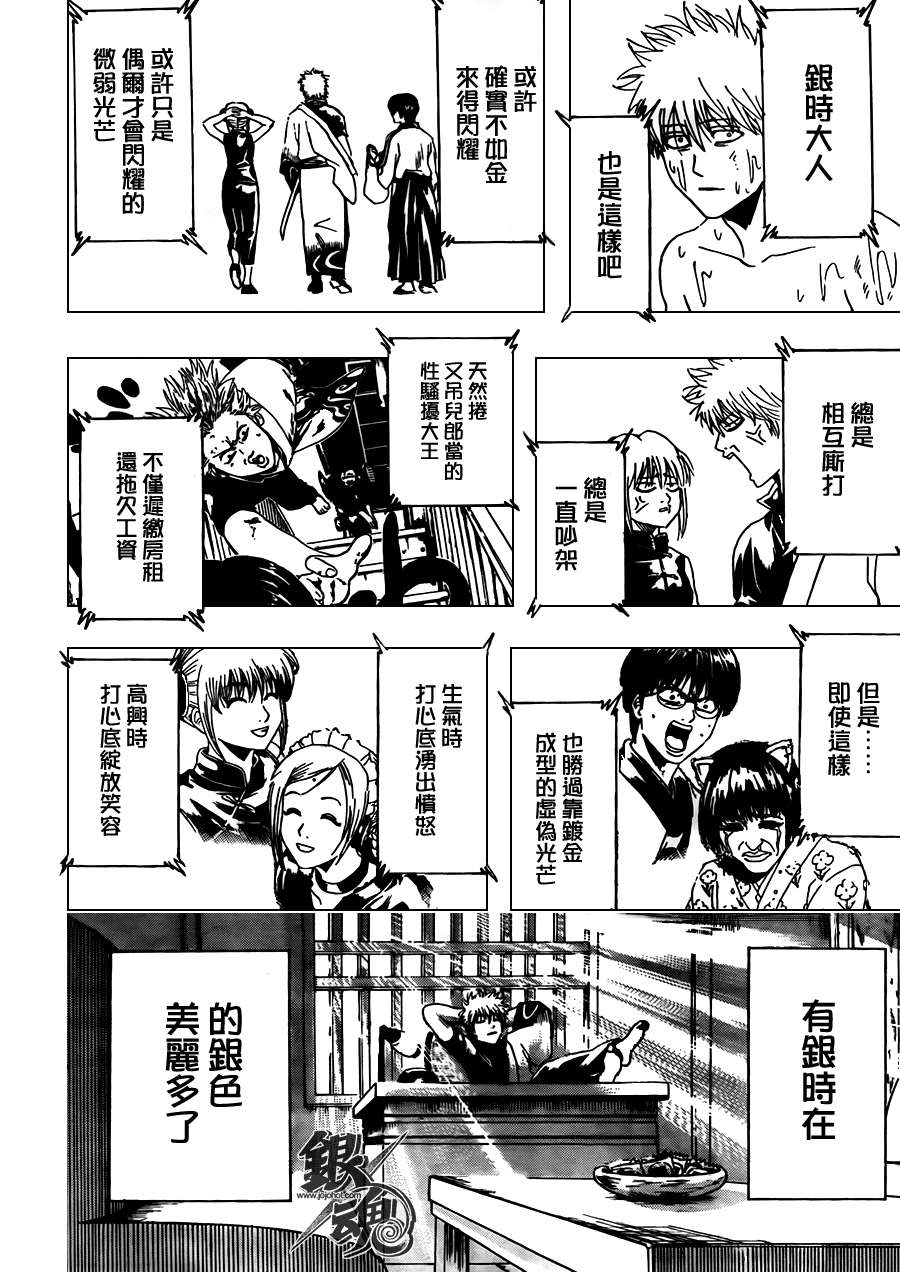 銀時大人
也是這樣吧
或許
確實不如金
來得閃耀
或許只是
偶爾才會閃耀的
微弱光芒
總是
相互廝打
總是
一直吵架
天然捲
又吊兒郎當的
性騷擾大王
不僅遲繳房租
還拖欠工資
但是……
即使這樣
也勝過靠鍍金
成型的虛偽光芒
生氣時
打心底湧出憤怒
高興時
打心底綻放笑容
有銀時在
的銀色
美麗多了
銀魂
www.jojohot.com